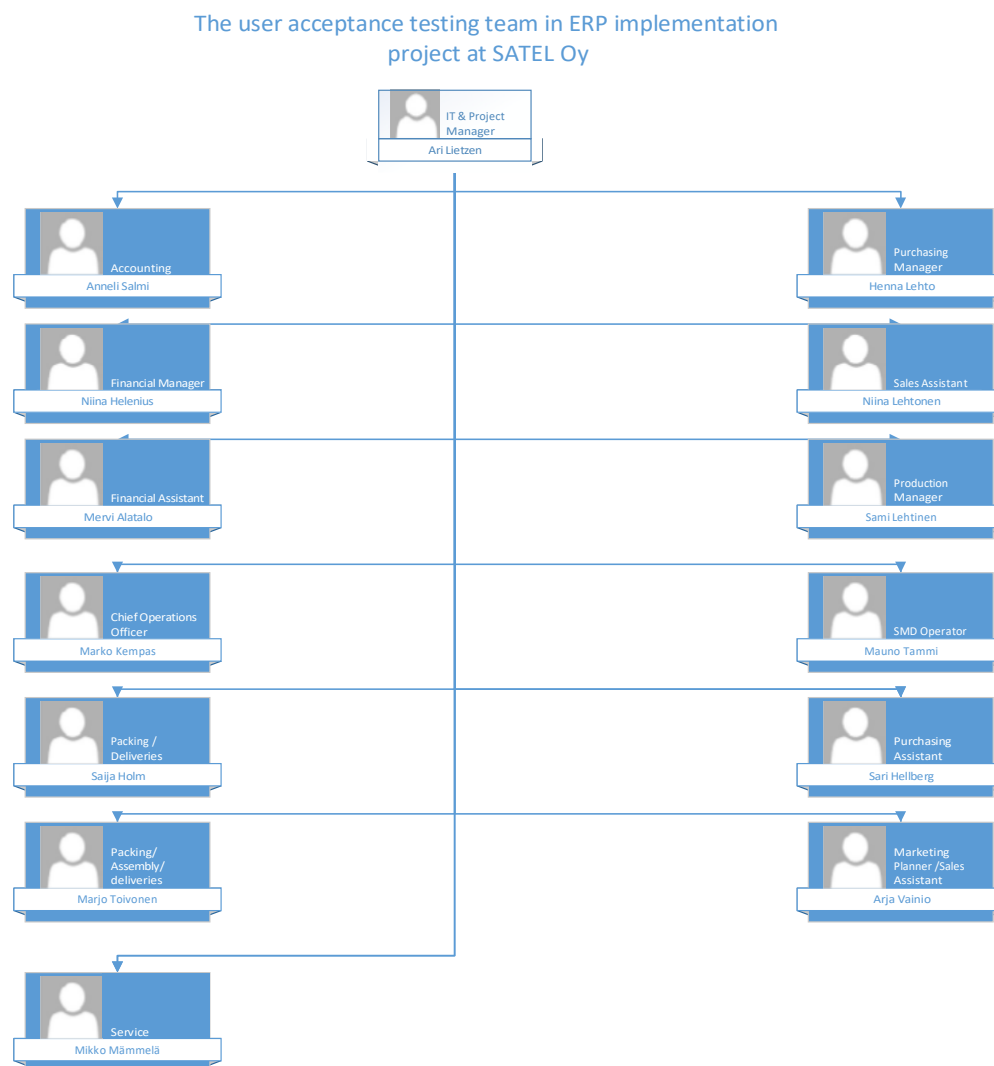 The user acceptance testing team in ERP implementation
project at SATEL Oy
IT & Project
Manager
Ari Lietzen
Accounting
Anneli Salmi
Purchasing
Manager
Henna Lehto
Financial Manager
Niina Helenius
Sales Assistant
Niina Lehtonen
Financial Assistant
Mervi Alatalo
Production
Manager
Sami Lehtinen
Chief Operations
Officer
Marko Kempas
SMD Operator
Mauno Tammi
Packing /
Deliveries
Saija Holm
Purchasing
Assistant
Sari Hellberg
Packing/
Assembly/
deliveries
Marjo Toivonen
Marketing
Planner /Sales
Assistant
Arja Vainio
Service
Mikko Mämmelä